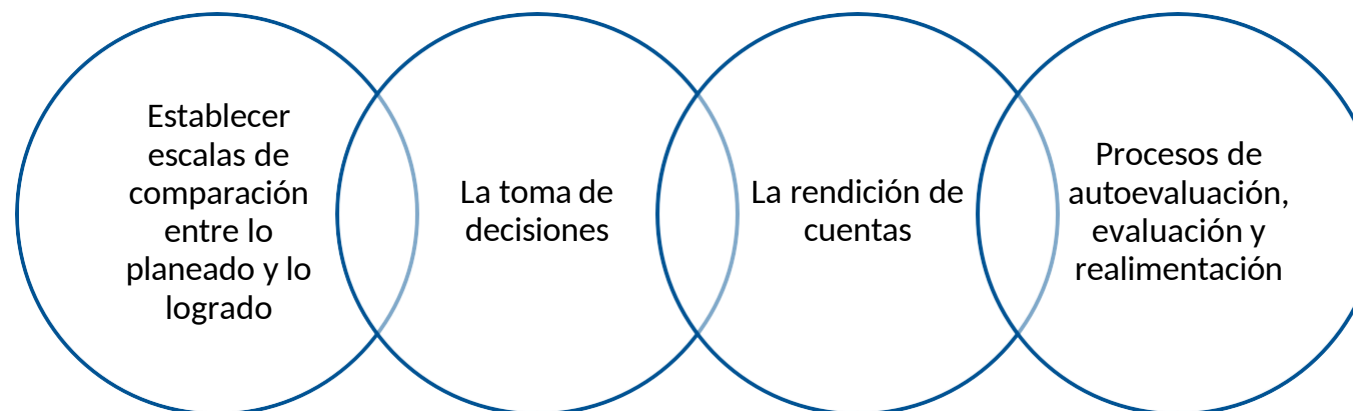 Establecer
escalas de
comparación
entre lo
planeado y lo
logrado
La toma de
decisiones
La rendición de
cuentas
Procesos de
autoevaluación,
evaluación y
realimentación